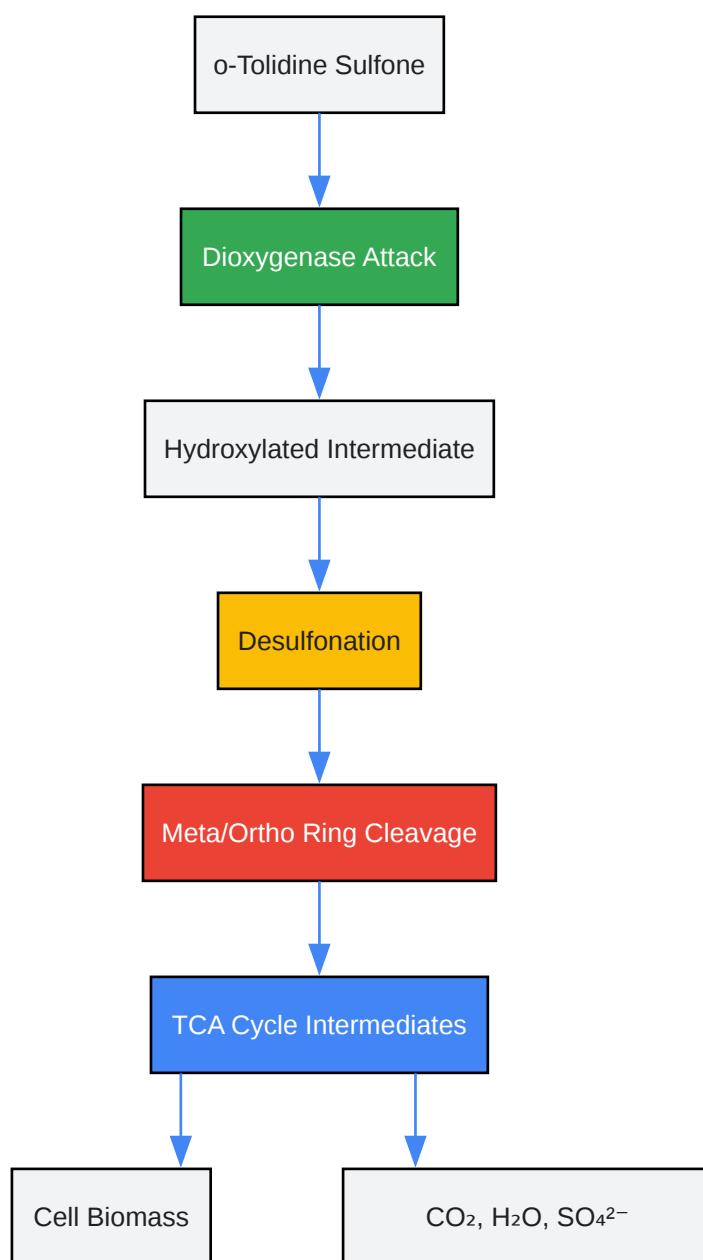 o-Tolidine Sulfone
Dioxygenase Attack
Hydroxylated Intermediate
Desulfonation
Meta/Ortho Ring Cleavage
TCA Cycle Intermediates
Cell Biomass
CO₂, H₂O, SO₄²⁻